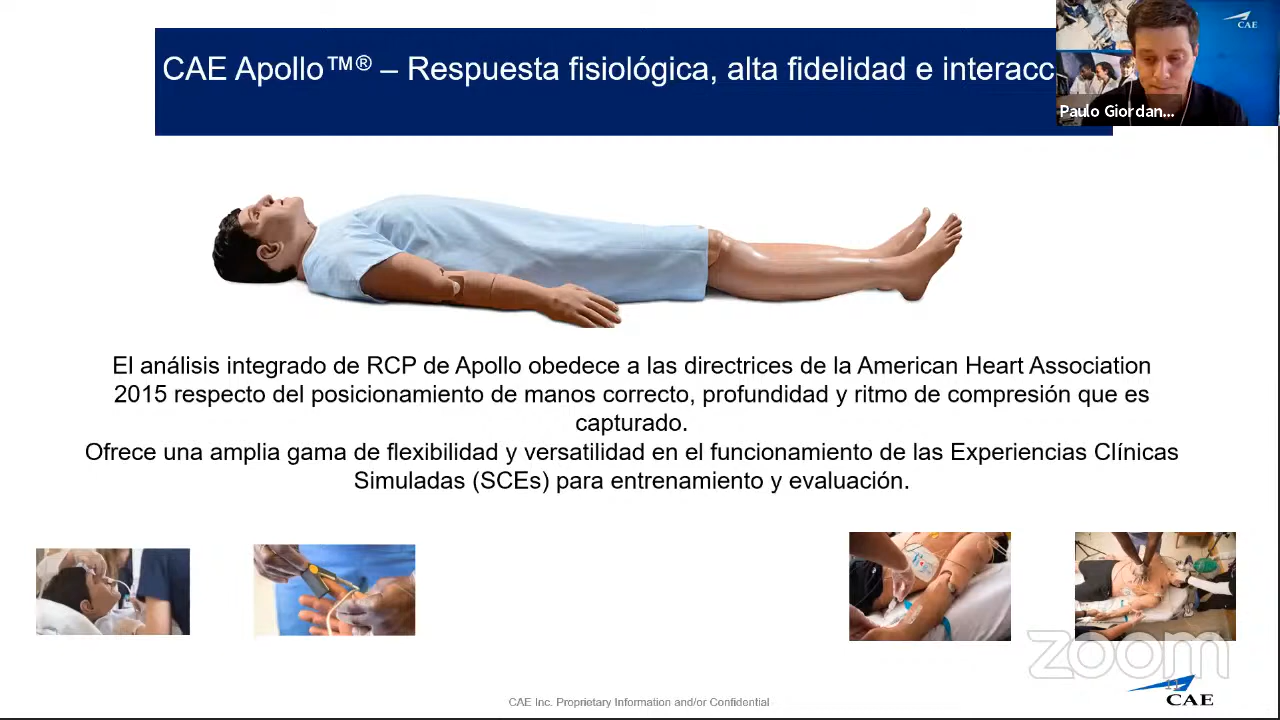 CAE Apollo™® – Respuesta fisiológica, alta fidelidad e interacc
CAE
Paulo Giordan...
El análisis integrado de RCP de Apollo obedece a las directrices de la American Heart Association
2015 respecto del posicionamiento de manos correcto, profundidad y ritmo de compresión que es
capturado.
Ofrece una amplia gama de flexibilidad y versatilidad en el funcionamiento de las Experiencias Clínicas
Simuladas (SCEs) para entrenamiento y evaluación.
zoom
11
CAE
CAE Inc. Proprietary Information and/or Confidential